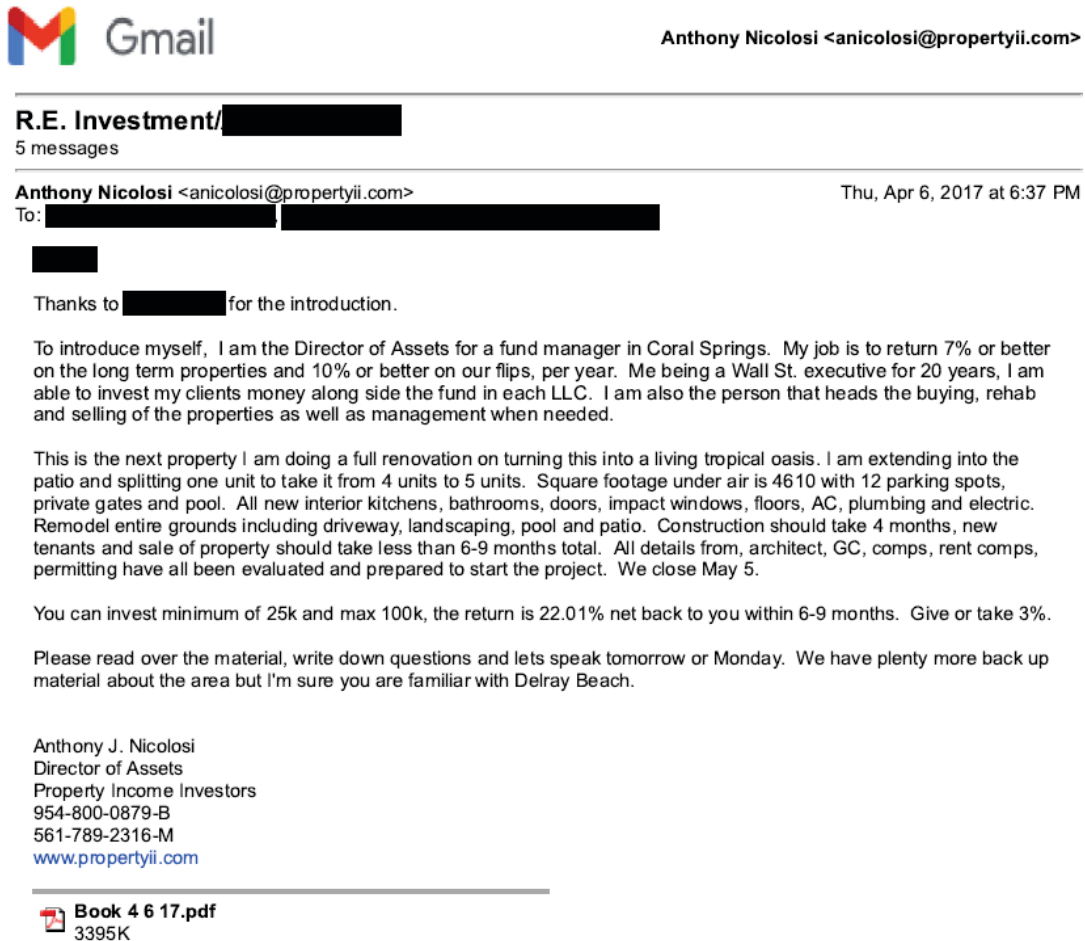 Gmail
Anthony Nicolosi <anicolosi@propertyii.com>
R.E. Investment/
5 messages
Anthony Nicolosi <anicolosi@propertyii.com>
Thu, Apr 6, 2017 at 6:37 PM
To:
Thanks to for the introduction.
To introduce myself, I am the Director of Assets for a fund manager in Coral Springs. My job is to return 7% or better
on the long term properties and 10% or better on our flips, per year. Me being a Wall St. executive for 20 years, I am
able to invest my clients money along side the fund in each LLC. I am also the person that heads the buying, rehab
and selling of the properties as well as management when needed.
This is the next property I am doing a full renovation on turning this into a living tropical oasis. I am extending into the
patio and splitting one unit to take it from 4 units to 5 units. Square footage under air is 4610 with 12 parking spots,
private gates and pool. All new interior kitchens, bathrooms, doors, impact windows, floors, AC, plumbing and electric.
Remodel entire grounds including driveway, landscaping, pool and patio. Construction should take 4 months, new
tenants and sale of property should take less than 6-9 months total. All details from, architect, GC, comps, rent comps,
permitting have all been evaluated and prepared to start the project. We close May 5.
You can invest minimum of 25k and max 100k, the return is 22.01% net back to you within 6-9 months. Give or take 3%.
Please read over the material, write down questions and lets speak tomorrow or Monday. We have plenty more back up
material about the area but I'm sure you are familiar with Delray Beach.
Anthony J. Nicolosi
Director of Assets
Property Income Investors
954-800-0879-B
561-789-2316-M
www.propertyii.com
Book 4 6 17.pdf
3395K